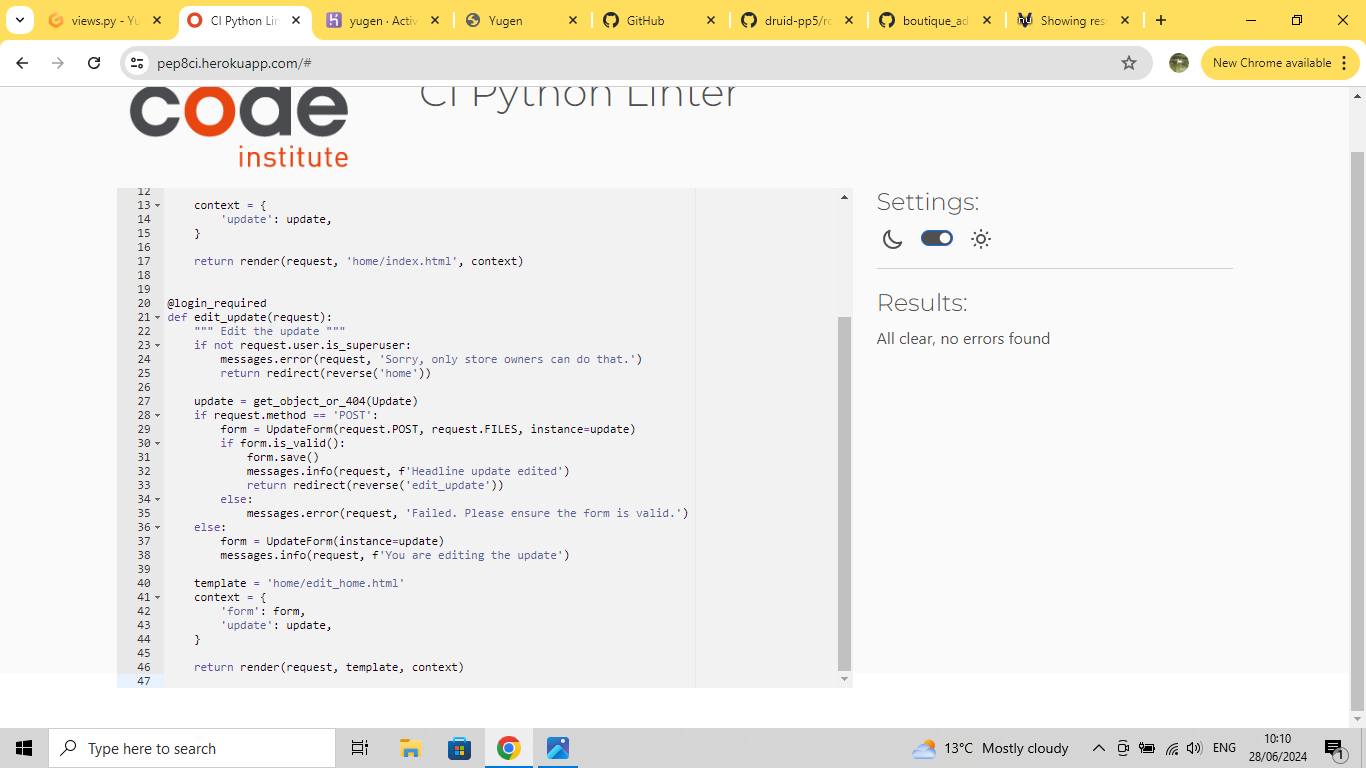 views.py - Yu
CI Python Lin
yugen · Activ
Yugen
GitHub
druid-pp5/ro
boutique_ad
Showing res
pep8ci.herokuapp.com/#
New Chrome available
code
institute
CI Python Linter
12
13 context = {
14 'update': update,
15 }
16
17 return render(request, 'home/index.html', context)
18
19
20 @login_required
21 def edit_update(request):
22 """ Edit the update """
23 if not request.user.is_superuser:
24 messages.error(request, 'Sorry, only store owners can do that.')
25 return redirect(reverse('home'))
26
27 update = get_object_or_404(Update)
28 if request.method == 'POST':
29 form = UpdateForm(request.POST, request.FILES, instance=update)
30 if form.is_valid():
31 form.save()
32 messages.info(request, f'Headline update edited')
33 return redirect(reverse('edit_update'))
34 else:
35 messages.error(request, 'Failed. Please ensure the form is valid.')
36 else:
37 form = UpdateForm(instance=update)
38 messages.info(request, f'You are editing the update')
39
40 template = 'home/edit_home.html'
41 context = {
42 'form': form,
43 'update': update,
44 }
45
46 return render(request, template, context)
47
Settings:
Results:
All clear, no errors found
Type here to search
13°C Mostly cloudy
ENG
10:10
28/06/2024
1